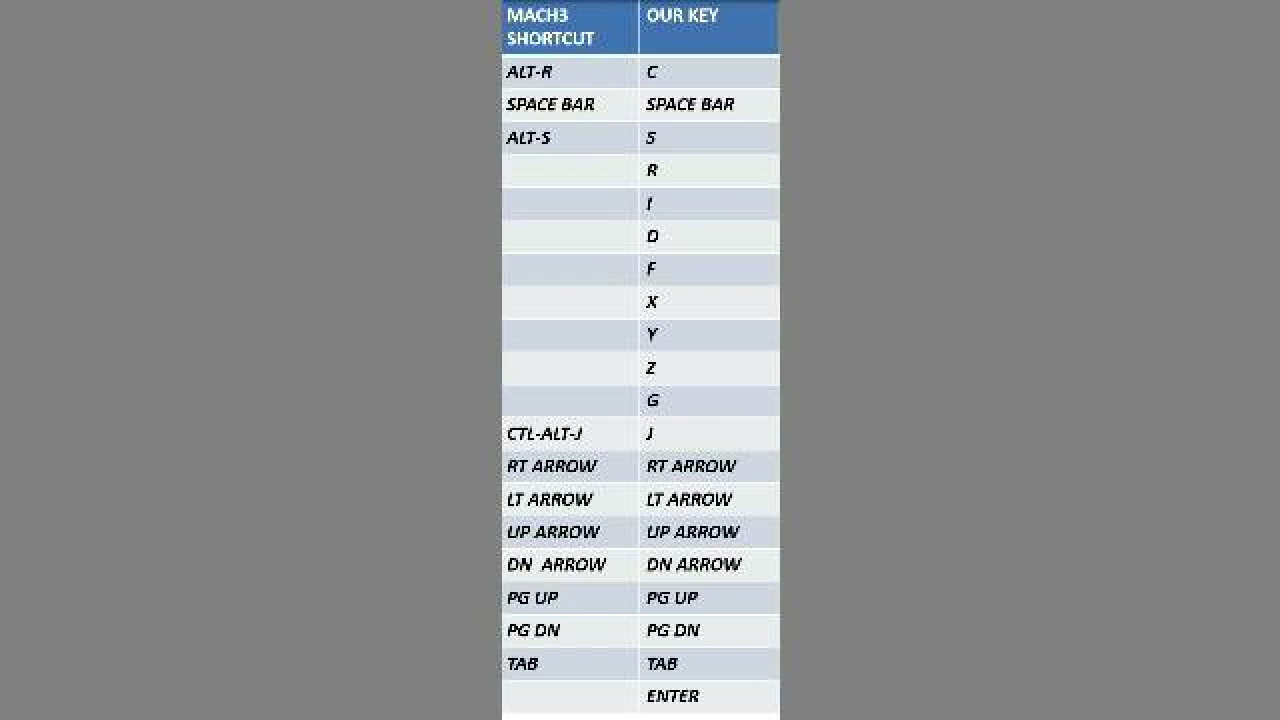 MACH3 SHORTCUT OUR KEY
ALT-R C
SPACE BAR SPACE BAR
ALT-S S
R
I
D
F
X
Y
Z
G
CTL-ALT-J J
RT ARROW RT ARROW
LT ARROW LT ARROW
UP ARROW UP ARROW
DN ARROW DN ARROW
PG UP PG UP
PG DN PG DN
TAB TAB
ENTER